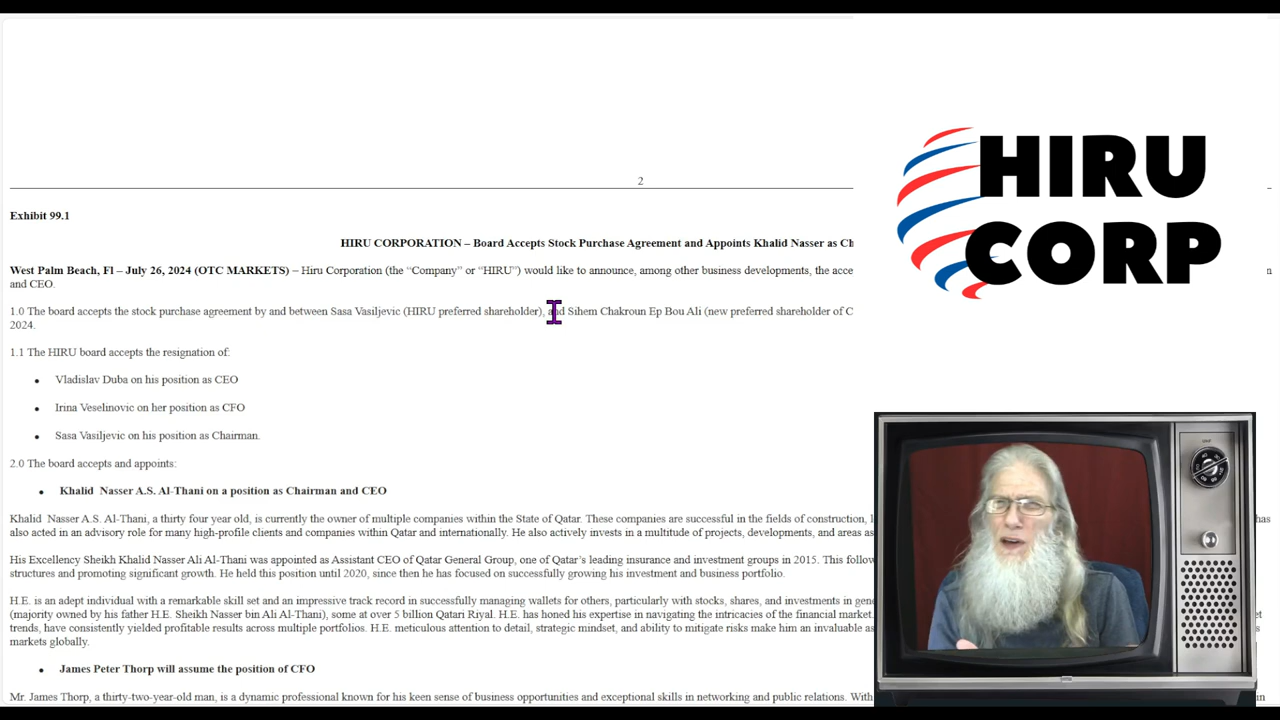 2
Exhibit 99.1
HIRU CORPORATION – Board Accepts Stock Purchase Agreement and Appoints Khalid Nasser as Ch
West Palm Beach, Fl – July 26, 2024 (OTC MARKETS) – Hiru Corporation (the “Company” or “HIRU”) would like to announce, among other business developments, the acce
and CEO.
1.0 The board accepts the stock purchase agreement by and between Sasa Vasiljevic (HIRU preferred shareholder), and Sihem Chakroun Ep Bou Ali (new preferred shareholder of C
2024.
1.1 The HIRU board accepts the resignation of:
• Vladislav Duba on his position as CEO
• Irina Veselinovic on her position as CFO
• Sasa Vasiljevic on his position as Chairman.
2.0 The board accepts and appoints:
• Khalid Nasser A.S. Al-Thani on a position as Chairman and CEO
Khalid Nasser A.S. Al-Thani, a thirty four year old, is currently the owner of multiple companies within the State of Qatar. These companies are successful in the fields of construction, has
also acted in an advisory role for many high-profile clients and companies within Qatar and internationally. He also actively invests in a multitude of projects, developments, and areas as
His Excellency Sheikh Khalid Nasser Ali Al-Thani was appointed as Assistant CEO of Qatar General Group, one of Qatar’s leading insurance and investment groups in 2015. This follow
structures and promoting significant growth. He held this position until 2020, since then he has focused on successfully growing his investment and business portfolio.
H.E. is an adept individual with a remarkable skill set and an impressive track record in successfully managing wallets for others, particularly with stocks, shares, and investments in gen
(majority owned by his father H.E. Sheikh Nasser bin Ali Al-Thani), some at over 5 billion Qatari Riyal. H.E. has honed his expertise in navigating the intricacies of the financial market.
trends, have consistently yielded profitable results across multiple portfolios. H.E. meticulous attention to detail, strategic mindset, and ability to mitigate risks make him an invaluable as
markets globally.
• James Peter Thorp will assume the position of CFO
Mr. James Thorp, a thirty-two-year-old man, is a dynamic professional known for his keen sense of business opportunities and exceptional skills in networking and public relations. With in
HIRU
CORP